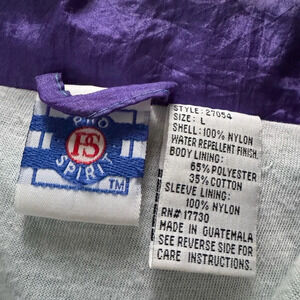 PRO
PS
SPIRIT
TM
STYLE: 27054
SIZE: L
SHELL: 100% NYLON
WATER REPELLENT FINISH.
BODY LINING:
65% POLYESTER
35% COTTON
SLEEVE LINING:
100% NYLON
RN# 17730
MADE IN GUATEMALA
SEE REVERSE SIDE FOR
CARE INSTRUCTIONS.